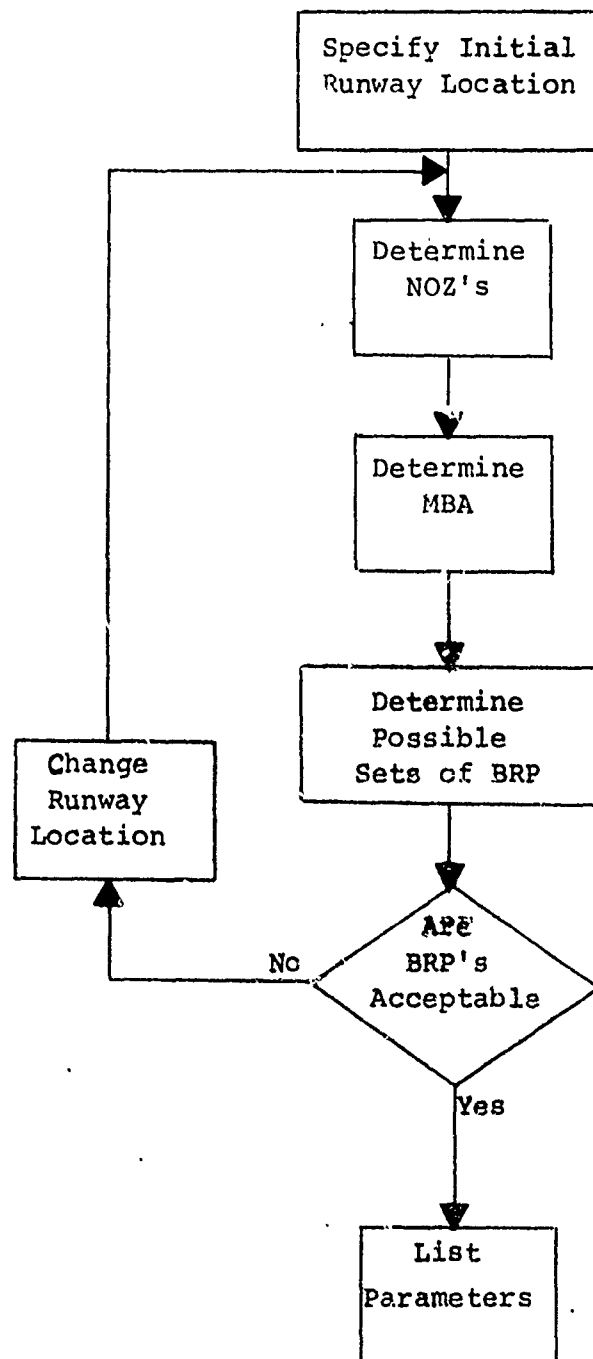 Specify Initial
Runway Location
Determine
NOZ's
Determine
MBA
Determine
Possible
Sets of BRP
Change
Runway
Location
No
Are
BRP's
Acceptable
Yes
List
Parameters